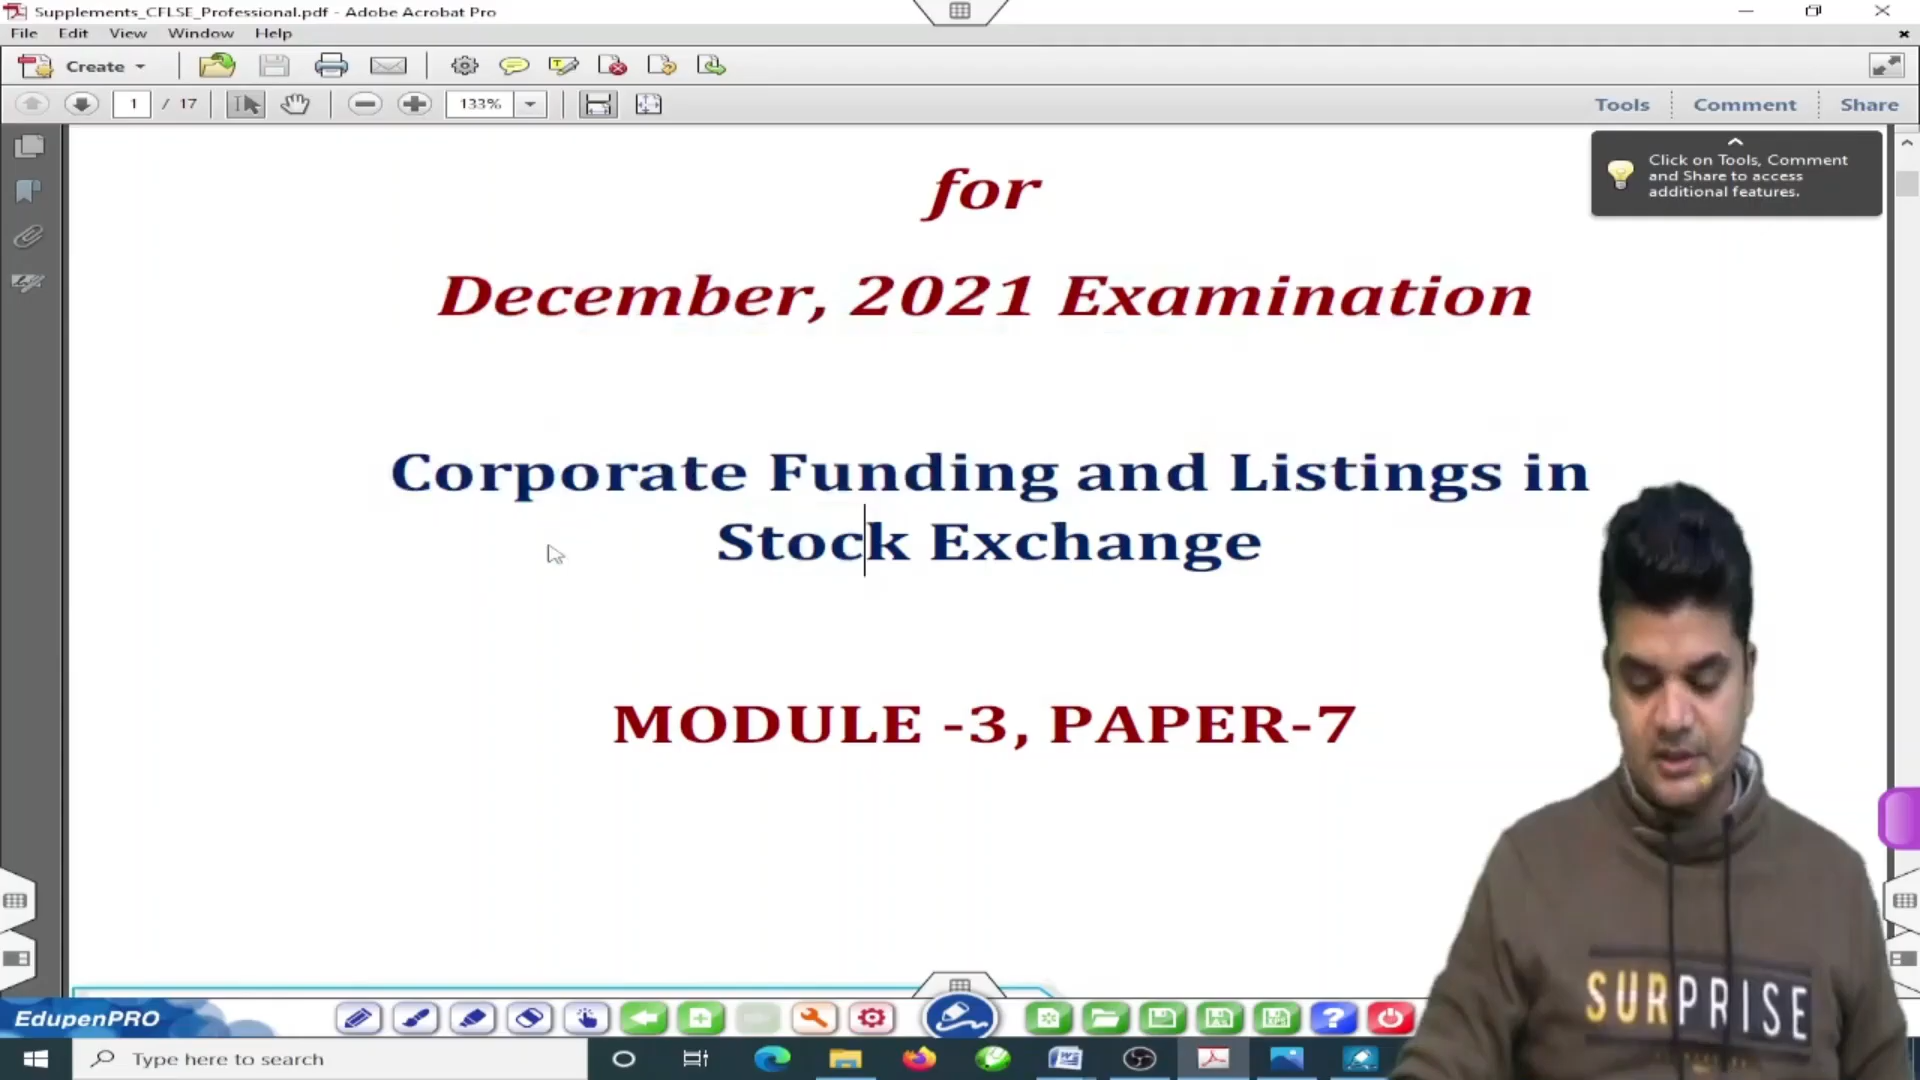 Supplements_CFLSE_Professional.pdf - Adobe Acrobat Pro
File Edit View Window Help
Create
1 / 17 133% Tools Comment Share
Click on Tools, Comment
and Share to access
additional features.
for
December, 2021 Examination
Corporate Funding and Listings in
Stock Exchange
MODULE -3, PAPER-7
SURPRISE
EdupenPRO
Type here to search